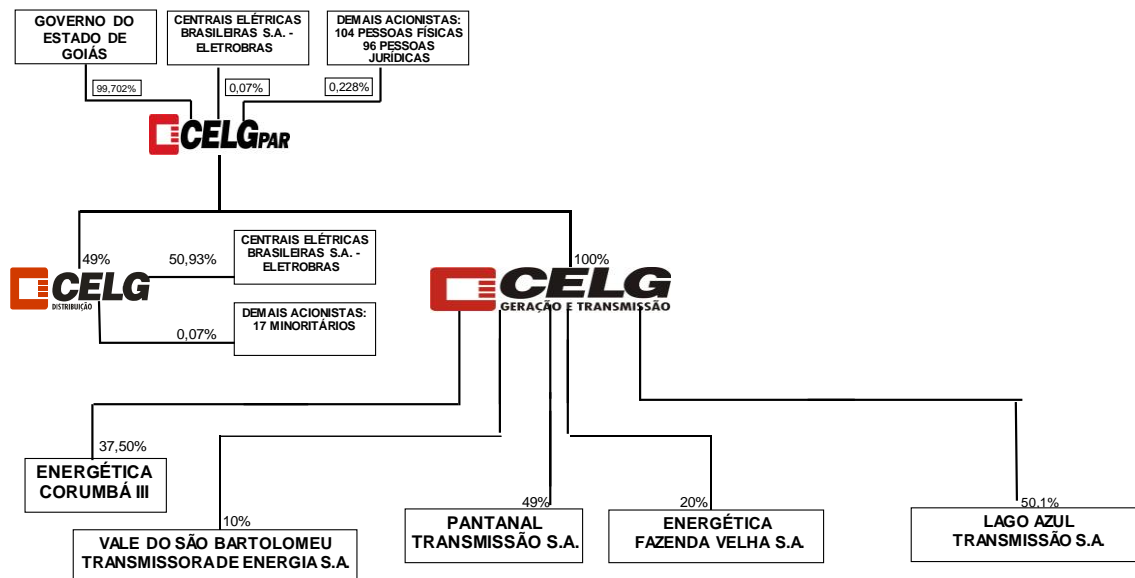 GOVERNO DO
ESTADO DE
GOIÁS
CENTRAIS ELÉTRICAS
BRASILEIRAS S.A. -
ELETROBRAS
DEMAIS ACIONISTAS:
104 PESSOAS FÍSICAS
96 PESSOAS
JURÍDICAS
99,702%
0,07%
0,228%
CELGPAR
49%
50,93%
CENTRAIS ELÉTRICAS
BRASILEIRAS S.A. -
ELETROBRAS
CELG
DISTRIBUIÇÃO
DEMAIS ACIONISTAS:
17 MINORITÁRIOS
0,07%
100%
CELG
GERAÇÃO E TRANSMISSÃO
37,50%
ENERGÉTICA
CORUMBÁ III
10%
VALE DO SÃO BARTOLOMEU
TRANSMISSORA DE ENERGIA S.A.
49%
PANTANAL
TRANSMISSÃO S.A.
20%
ENERGÉTICA
FAZENDA VELHA S.A.
50,1%
LAGO AZUL
TRANSMISSÃO S.A.